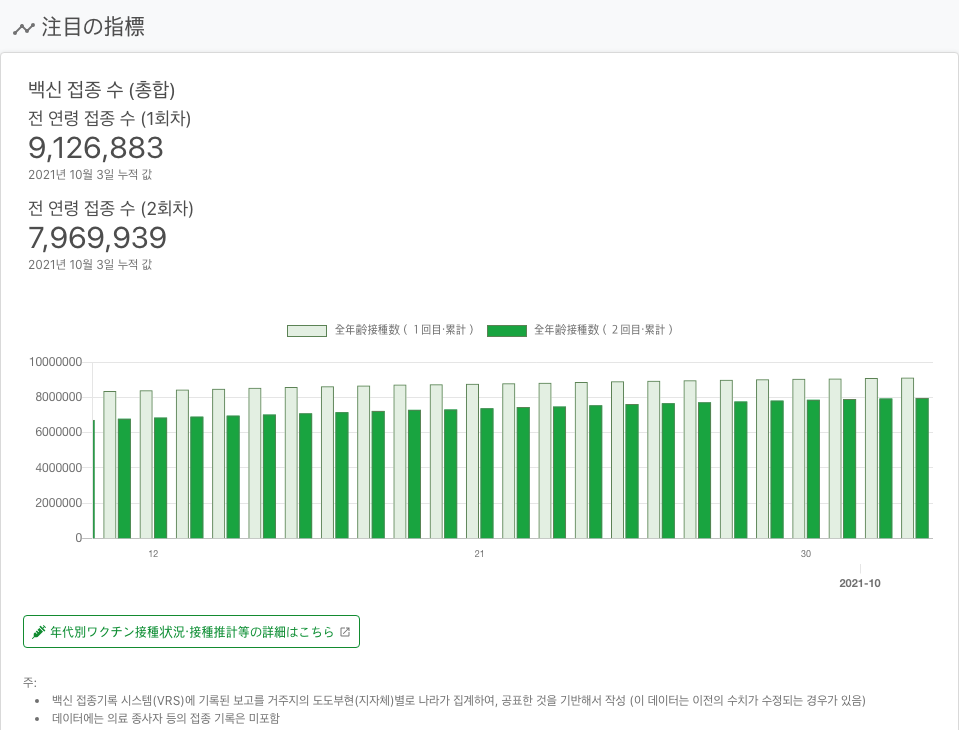 注目の指標
백신 접종 수 (총합)
전 연령 접종 수 (1회차)
9,126,883
2021년 10월 3일 누적 값
전 연령 접종 수 (2회차)
7,969,939
2021년 10월 3일 누적 값
全年齢接種数（１回目·累計） 全年齢接種数（２回目·累計）
10000000
8000000
6000000
4000000
2000000
0
12 21 30
2021-10
年代別ワクチン接種状況·接種推計等の詳細はこちら
주:
백신 접종기록 시스템(VRS)에 기록된 보고를 거주지의 도도부현(지자체)별로 나라가 집계하여, 공표한 것을 기반해서 작성 (이 데이터는 이전의 수치가 수정되는 경우가 있음)
데이터에는 의료 종사자 등의 접종 기록은 미포함